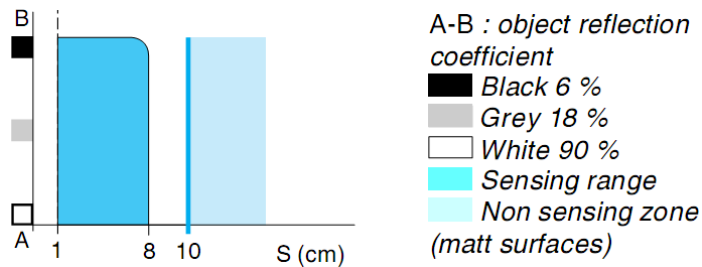 B
A
1
8
10
S (cm)
A-B : object reflection
coefficient
Black 6 %
Grey 18 %
White 90 %
Sensing range
Non sensing zone
(matt surfaces)